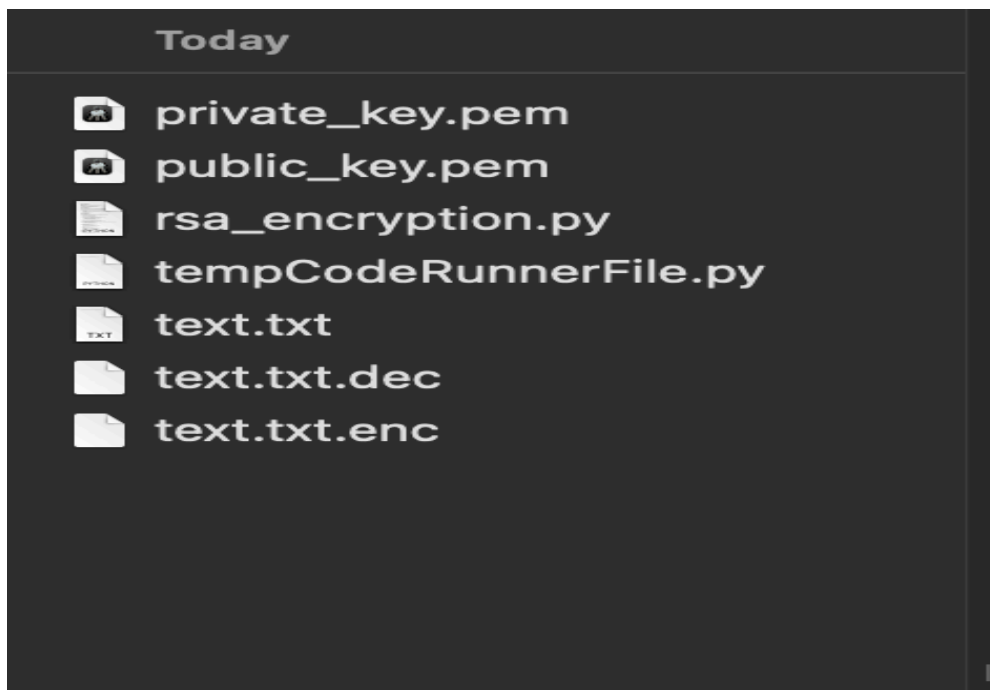 Today
private_key.pem
public_key.pem
rsa_encryption.py
tempCodeRunnerFile.py
text.txt
text.txt.dec
text.txt.enc